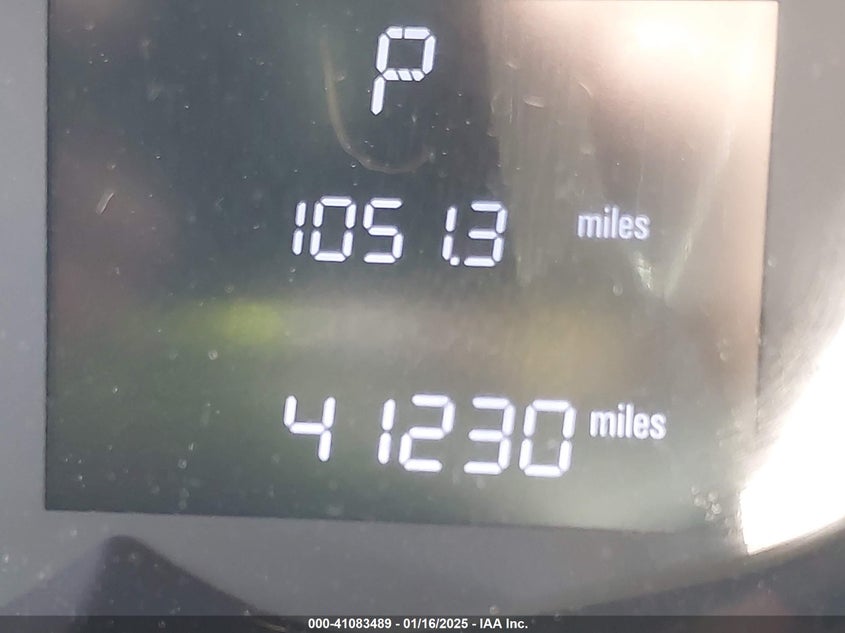 P
1051.3 miles
41230 miles
000-41083489 - 01/16/2025 - IAA Inc.